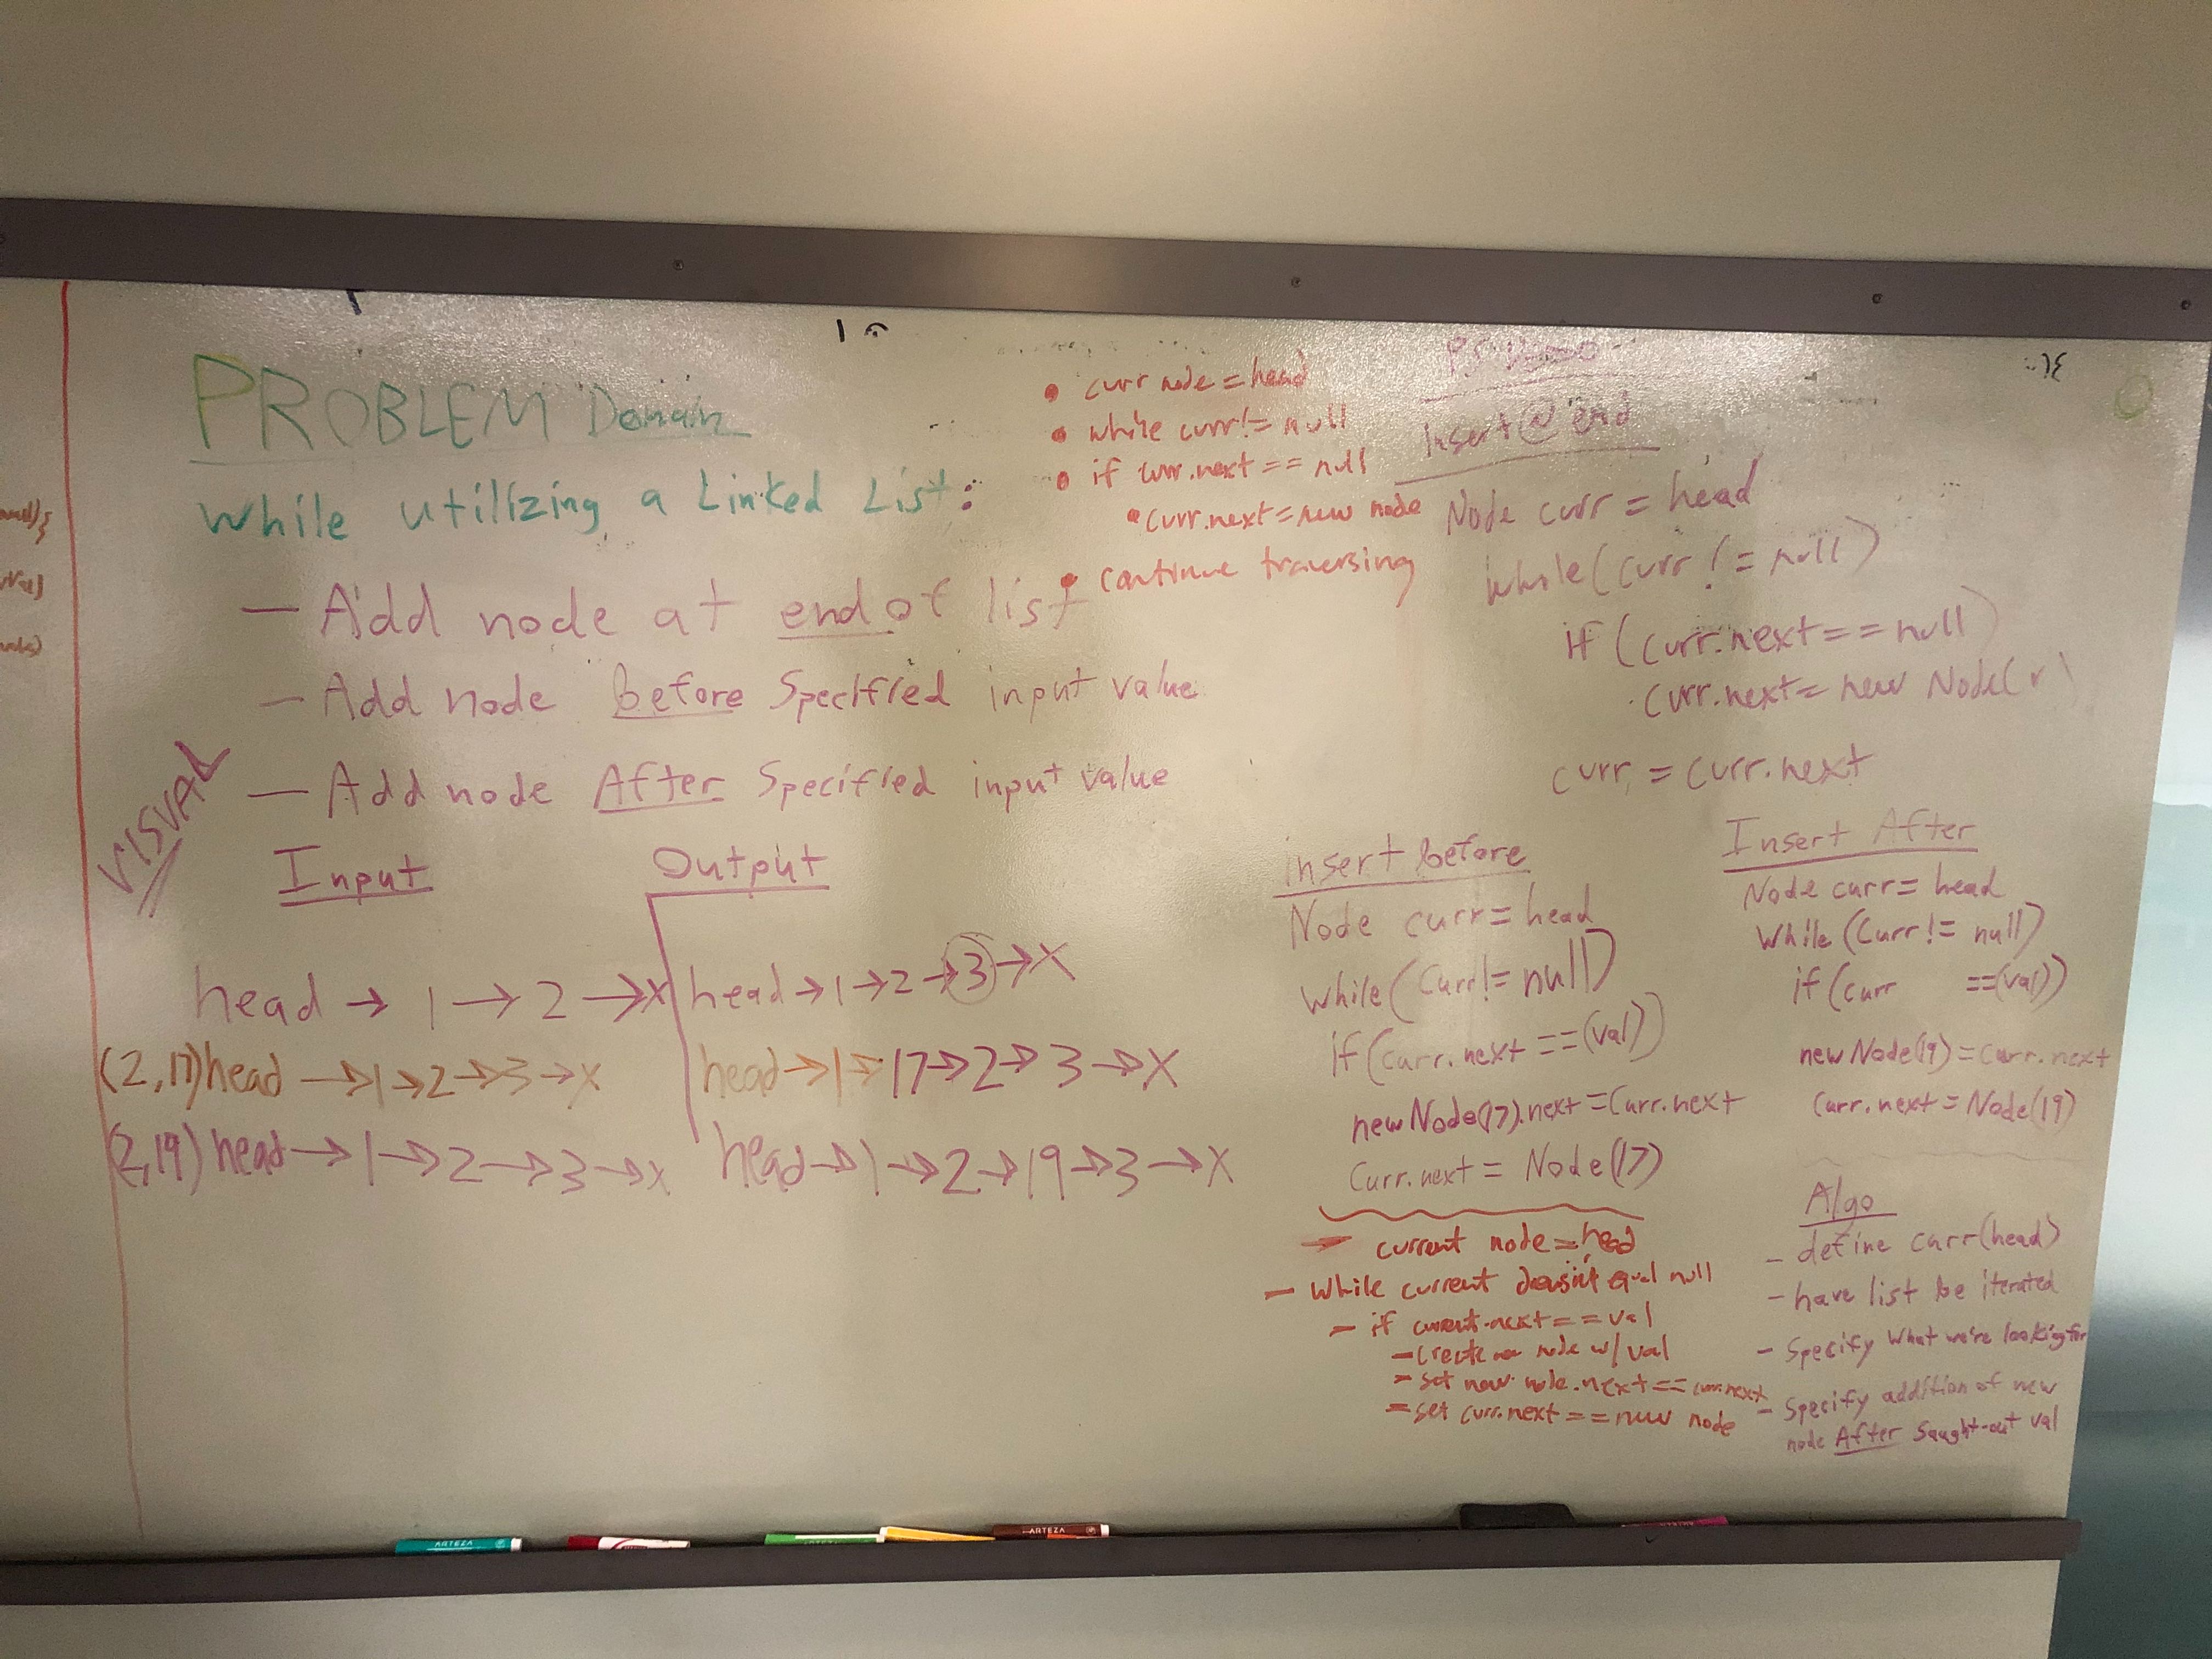 PROBLEM Domain
While utilizing a Linked List:
— Add node at end of list
— Add node Before Specified input value
— Add node After Specified input value
VISUAL
Input
Output
head → 1 → 2 → X
head → 1 → 2 → 3 → X
(2,17) head → 1 → 2 → 3 → X
head → 1 → 17 → 2 → 3 → X
(2,19) head → 1 → 2 → 3 → X
head → 1 → 2 → 19 → 3 → X
• curr node = head
• while curr != null
• if curr.next == null
• curr.next = new node
• continue traversing
insert @ end
Node curr = head
while (curr != null)
if (curr.next == null)
curr.next = new Node(v)
curr = curr.next
insert before
Node curr = head
while (curr != null)
if (curr.next == (val))
new Node(17).next = curr.next
curr.next = Node(17)
→ current node = head
– While current doesn't equal null
– if current.next == val
– create node w/ val
– set new node.next == curr.next
– set curr.next == new node
Insert After
Node curr = head
While (curr != null)
if (curr == (val))
new Node(19) = curr.next
curr.next = Node(19)
Algo
– define curr(head)
– have list be iterated
– Specify What we're looking for
– Specify addition of new
node After saught-out val
null){
ARTEZA
ARTEZA
ARTEZA